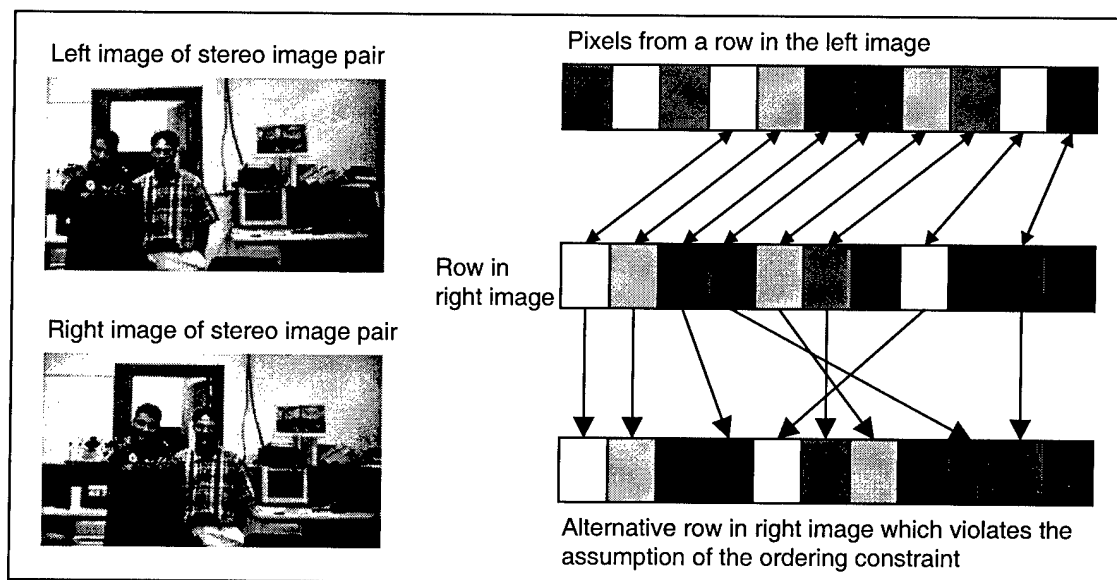 Left image of stereo image pair
Pixels from a row in the left image
Row in
right image
Right image of stereo image pair
Alternative row in right image which violates the
assumption of the ordering constraint